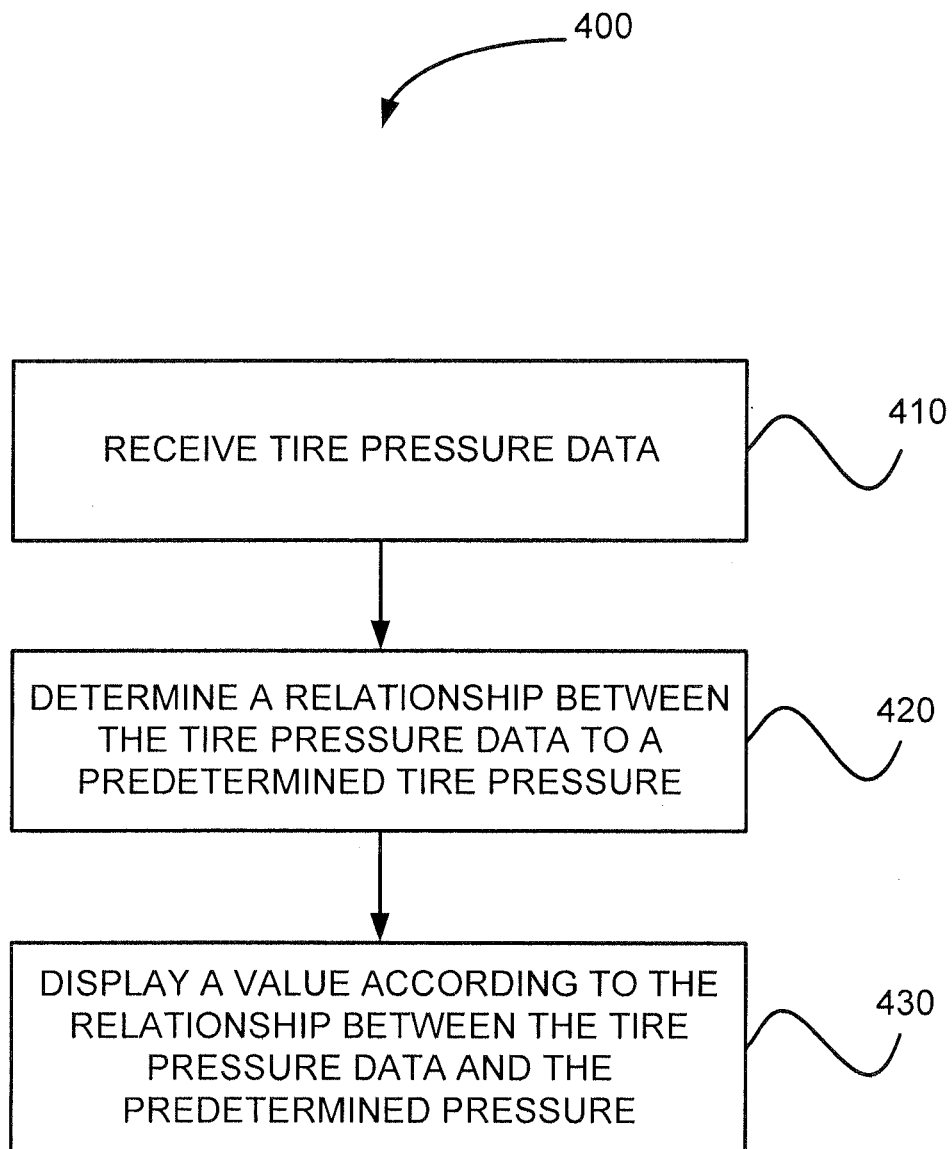 400
RECEIVE TIRE PRESSURE DATA
410
DETERMINE A RELATIONSHIP BETWEEN
THE TIRE PRESSURE DATA TO A
PREDETERMINED TIRE PRESSURE
420
DISPLAY A VALUE ACCORDING TO THE
RELATIONSHIP BETWEEN THE TIRE
PRESSURE DATA AND THE
PREDETERMINED PRESSURE
430